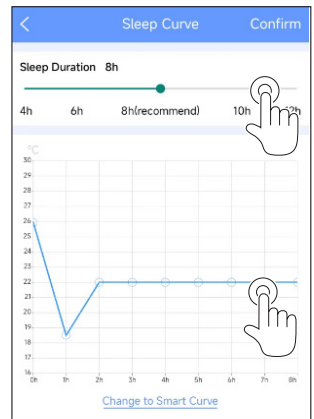 Sleep Curve Confirm
Sleep Duration 8h
4h 6h 8h(recommend) 10h 12h
°C
30
29
28
27
26
25
24
23
22
21
20
19
18
17
16
0h 1h 2h 3h 4h 5h 6h 7h 8h
Change to Smart Curve